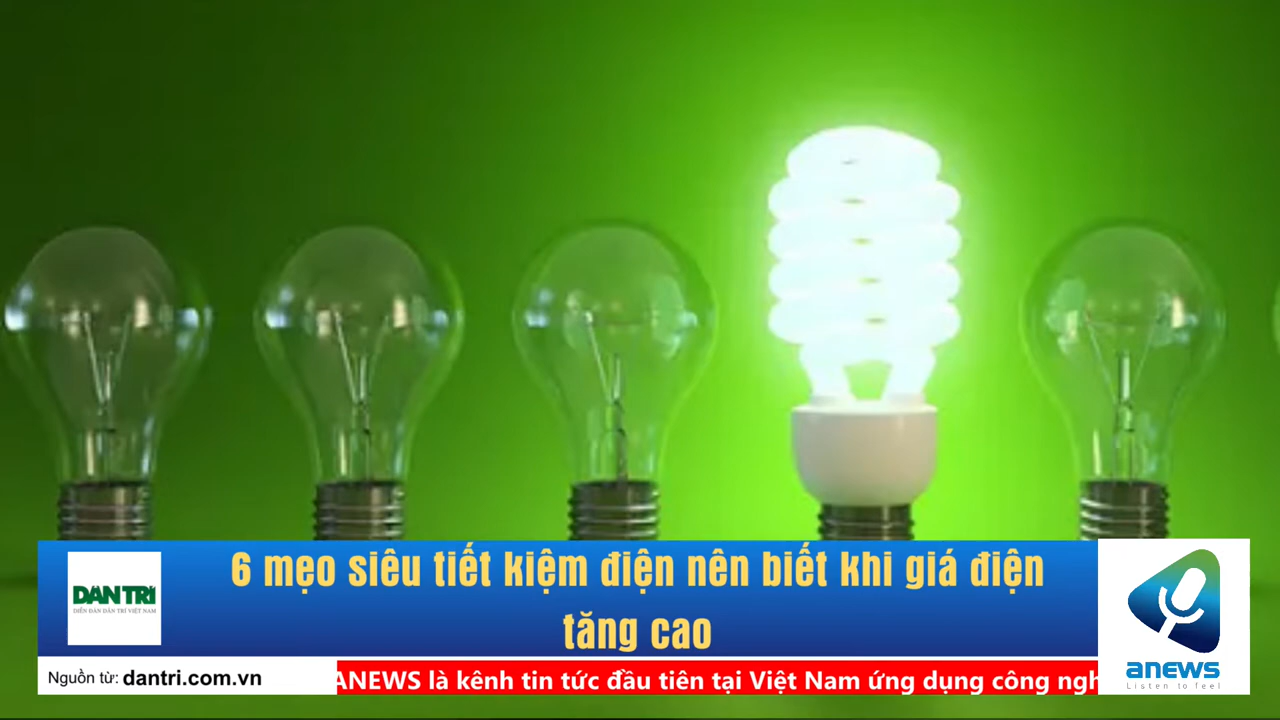 6 mẹo siêu tiết kiệm điện nên biết khi giá điện
tăng cao
DÂN TRÍ
DIỄN ĐÀN DÂN TRÍ VIỆT NAM
Nguồn từ: dantri.com.vn
ANEWS là kênh tin tức đầu tiên tại Việt Nam ứng dụng công ngh
anews
Listen to feel